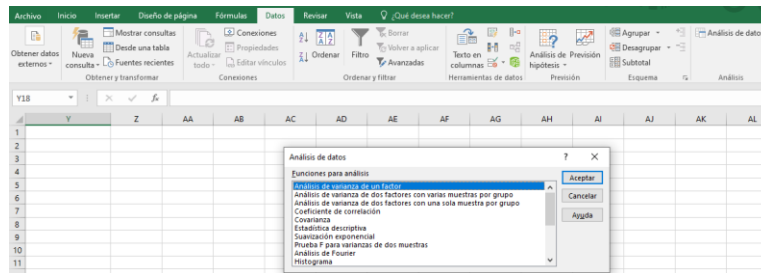 Archivo Inicio Insertar Diseño de página Fórmulas Datos Revisar Vista ¿Qué desea hacer?
Obtener datos externos
Nueva consulta
Mostrar consultas
Desde una tabla
Fuentes recientes
Obtener y transformar
Actualizar todo
Conexiones
Propiedades
Editar vínculos
Conexiones
Ordenar
Filtro
Borrar
Volver a aplicar
Avanzadas
Ordenar y filtrar
Texto en columnas
Herramientas de datos
Análisis de hipótesis
Previsión
Previsión
Agrupar
Desagrupar
Subtotal
Esquema
Análisis de dato
Análisis
Y18 fx
Y Z AA AB AC AD AE AF AG AH AI AJ AK AL
1
2
3
4
5
6
7
8
9
10
11
Análisis de datos ? ×
Funciones para análisis
Análisis de varianza de un factor
Análisis de varianza de dos factores con varias muestras por grupo
Análisis de varianza de dos factores con una sola muestra por grupo
Coeficiente de correlación
Covarianza
Estadística descriptiva
Suavización exponencial
Prueba F para varianzas de dos muestras
Análisis de Fourier
Histograma
Aceptar
Cancelar
Ayuda